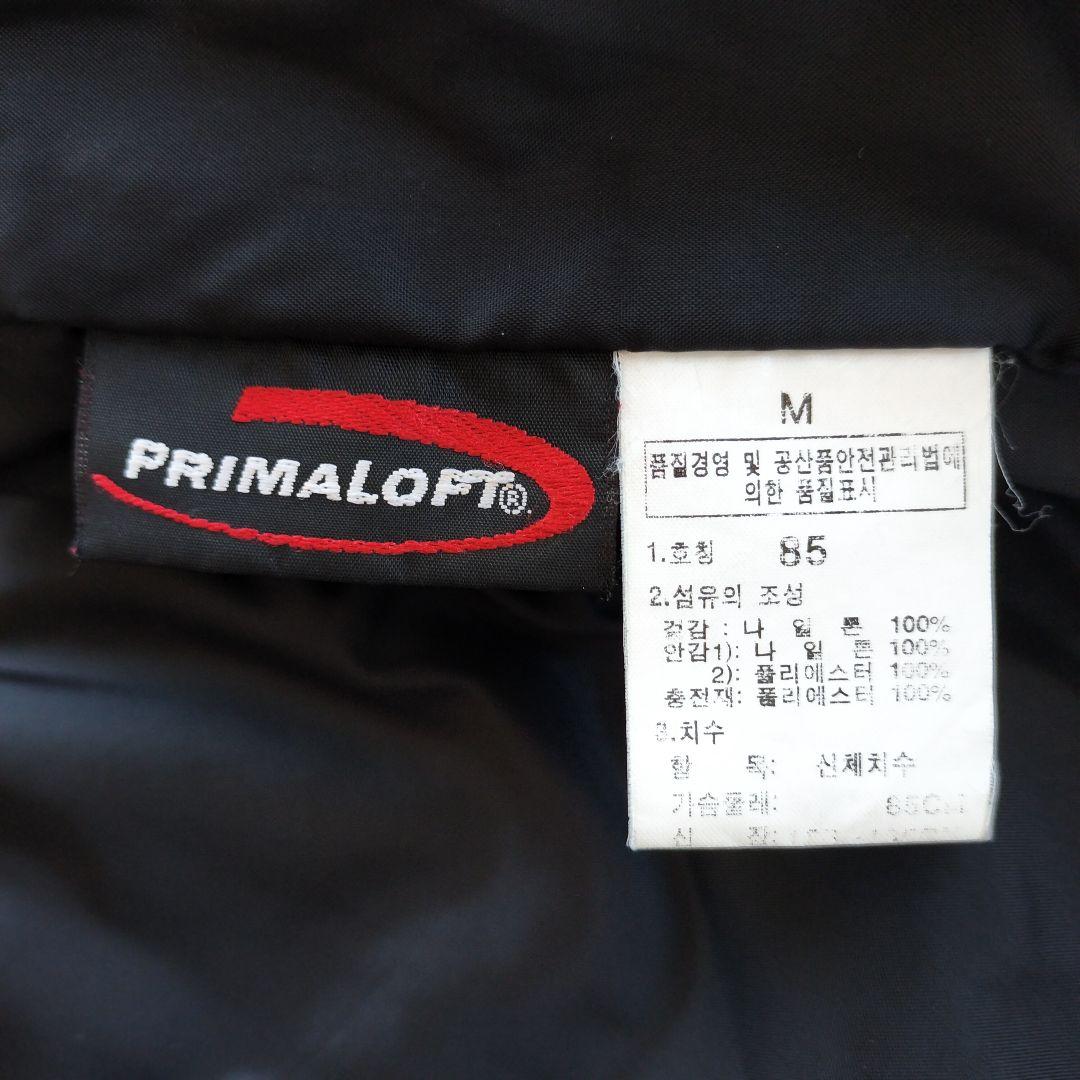 PRIMALOFT®
M
품질경영 및 공산품안전관리법에
의한 품질표시
1.호칭 85
2.섬유의 조성
겉감 : 나 일 론 100%
안감1): 나 일 론 100%
2): 폴리에스터 100%
충전재: 폴리에스터 100%
3.치수
항 목: 신체치수
가슴둘레: 85CM
신 장: